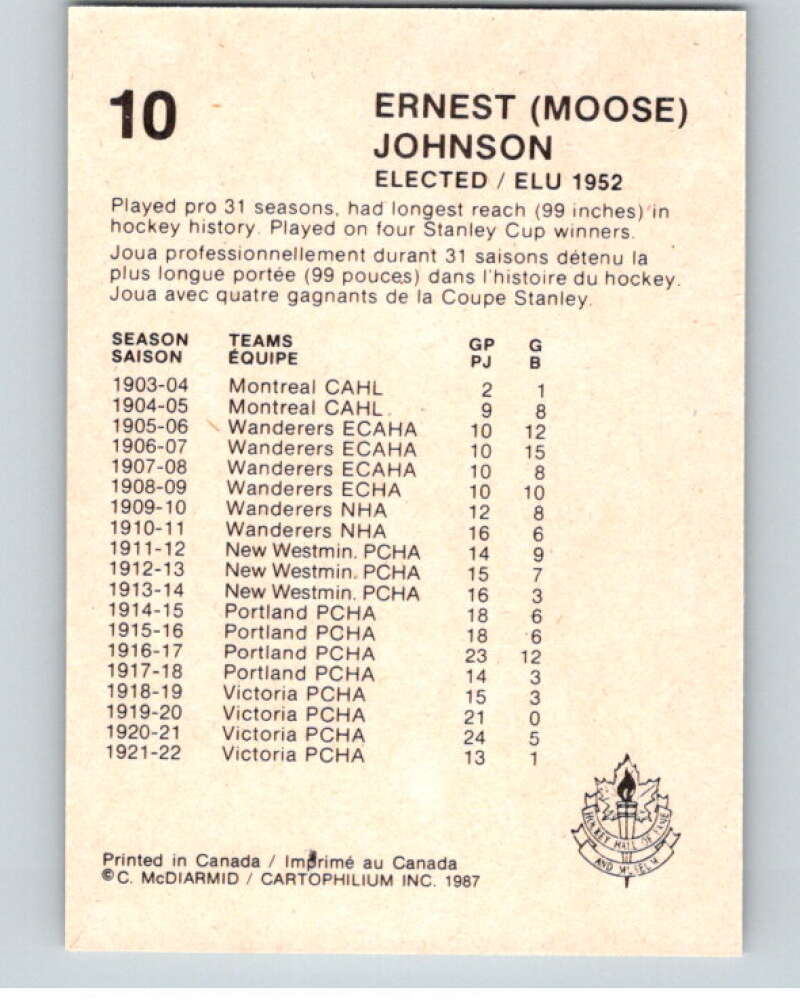 10
ERNEST (MOOSE)
JOHNSON
ELECTED / ELU 1952
Played pro 31 seasons, had longest reach (99 inches) in
hockey history. Played on four Stanley Cup winners.
Joua professionnellement durant 31 saisons détenu la
plus longue portée (99 pouces) dans l'histoire du hockey.
Joua avec quatre gagnants de la Coupe Stanley.
SEASON TEAMS GP G
SAISON ÉQUIPE PJ B
1903-04 Montreal CAHL 2 1
1904-05 Montreal CAHL 9 8
1905-06 Wanderers ECAHA 10 12
1906-07 Wanderers ECAHA 10 15
1907-08 Wanderers ECAHA 10 8
1908-09 Wanderers ECHA 10 10
1909-10 Wanderers NHA 12 8
1910-11 Wanderers NHA 16 6
1911-12 New Westmin. PCHA 14 9
1912-13 New Westmin. PCHA 15 7
1913-14 New Westmin. PCHA 16 3
1914-15 Portland PCHA 18 6
1915-16 Portland PCHA 18 6
1916-17 Portland PCHA 23 12
1917-18 Portland PCHA 14 3
1918-19 Victoria PCHA 15 3
1919-20 Victoria PCHA 21 0
1920-21 Victoria PCHA 24 5
1921-22 Victoria PCHA 13 1
HOCKEY HALL OF FAME
AND MUSEUM
Printed in Canada / Imprimé au Canada
©C. McDIARMID / CARTOPHILIUM INC. 1987